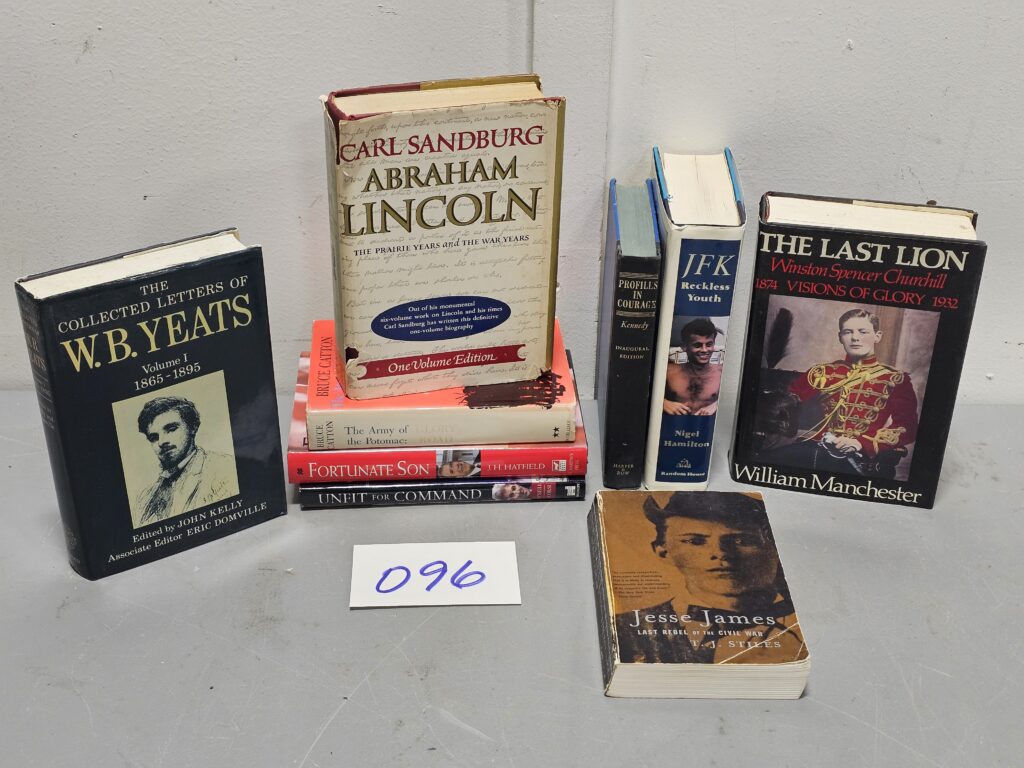 THE
COLLECTED LETTERS OF
W.B. YEATS
Volume I
1865-1895
Edited by JOHN KELLY
Associate Editor ERIC DOMVILLE
CARL SANDBURG
ABRAHAM
LINCOLN
THE PRAIRIE YEARS and THE WAR YEARS
Out of his monumental
six-volume work on Lincoln and his times
Carl Sandburg has written this definitive
one-volume biography
One Volume Edition
BRUCE CATTON
BRUCE
CATTON
The Army of
the Potomac: GLORY
ROAD
FORTUNATE SON
J.H. HATFIELD
UNFIT FOR COMMAND
PROFILES
IN
COURAGE
Kennedy
INAUGURAL
EDITION
HARPER
& ROW
JFK
Reckless
Youth
Nigel
Hamilton
Random House
THE LAST LION
Winston Spencer Churchill
1874 VISIONS OF GLORY 1932
William Manchester
Jesse James
LAST REBEL OF THE CIVIL WAR
T. J. STILES
096